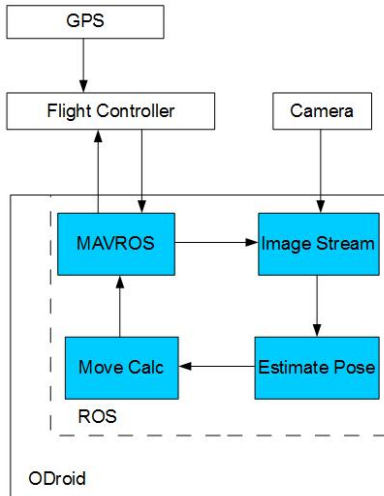 GPS
Flight Controller
Camera
MAVROS
Image Stream
Move Calc
Estimate Pose
ROS
ODroid